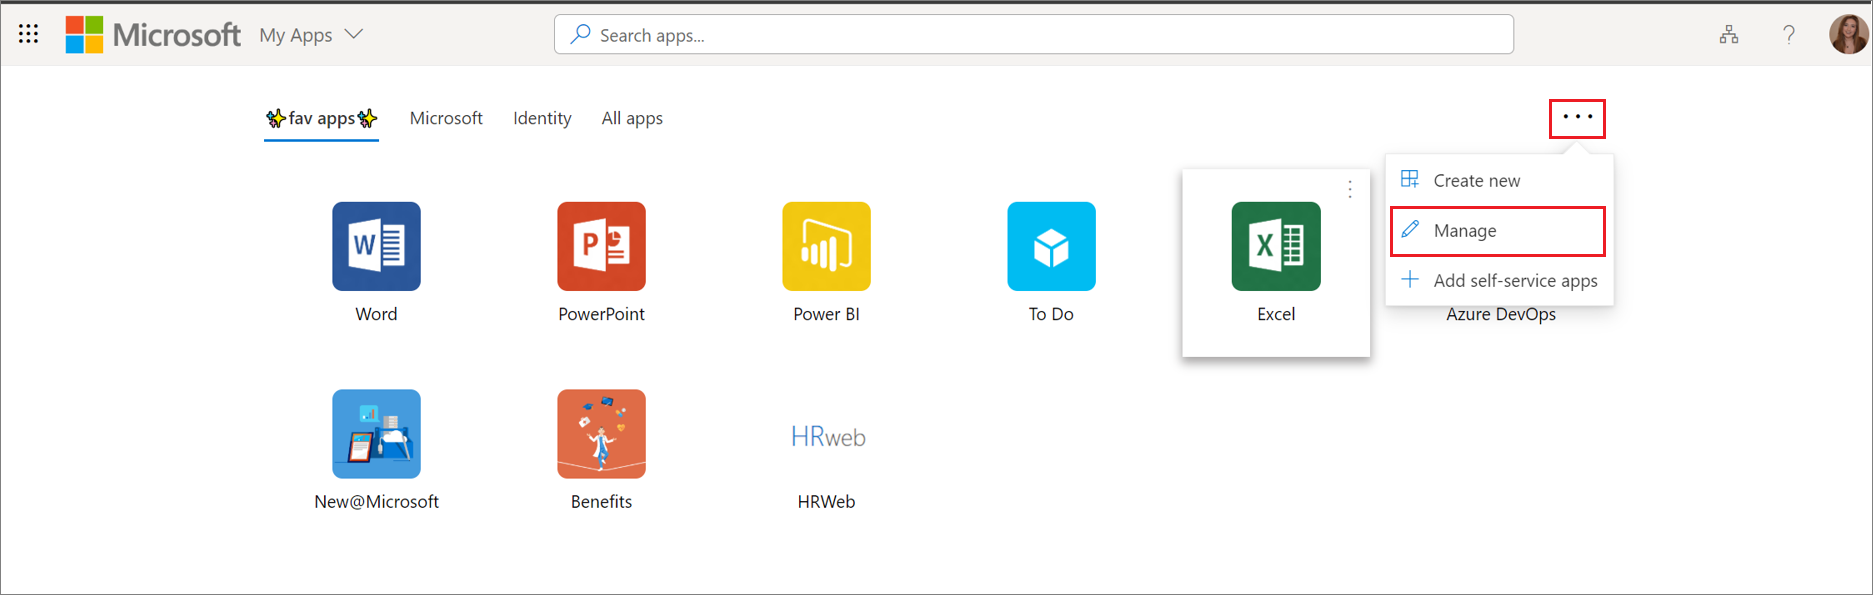 Microsoft My Apps Search apps... ?
fav apps Microsoft Identity All apps ...
Create new
Manage
Add self-service apps
W P X
Word PowerPoint Power BI To Do Excel Azure DevOps
HRweb
New@Microsoft Benefits HRWeb